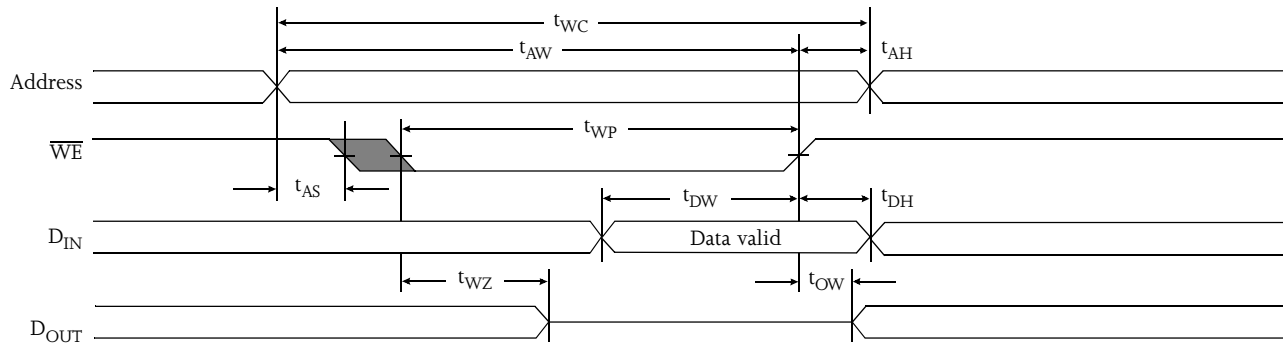 tWC
tAW
tAH
Address
tWP
WE
tAS
tDW
tDH
DIN
Data valid
tWZ
tOW
DOUT